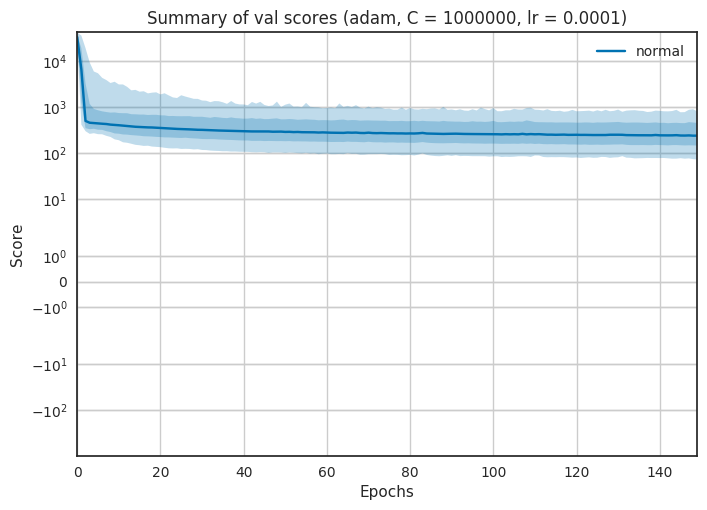 Summary of val scores (adam, C = 1000000, lr = 0.0001)
normal
Score
10^4
10^3
10^2
10^1
10^0
0
−10^0
−10^1
−10^2
0 20 40 60 80 100 120 140
Epochs